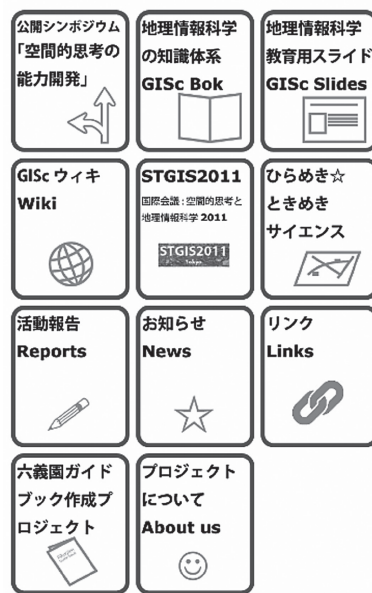 公開シンポジウム
「空間的思考の
能力開発」
地理情報科学
の知識体系
GISc Bok
地理情報科学
教育用スライド
GISc Slides
GISc ウィキ
Wiki
STGIS2011
国際会議:空間的思考と
地理情報科学 2011
STGIS2011
Tokyo
ひらめき☆
ときめき
サイエンス
活動報告
Reports
お知らせ
News
リンク
Links
六義園ガイド
ブック作成プ
ロジェクト
プロジェクト
について
About us